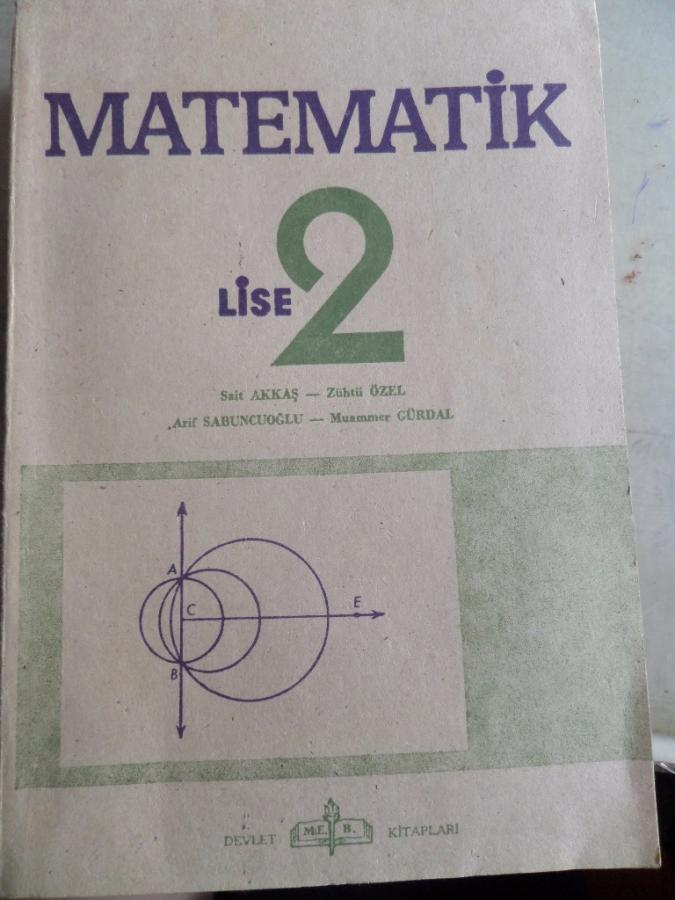 MATEMATİK
LİSE 2
Sait AKKAŞ — Zühtü ÖZEL
Arif SABUNCUOĞLU — Muammer GÜRDAL
A
C
E
B
DEVLET M.E. B. KİTAPLARI